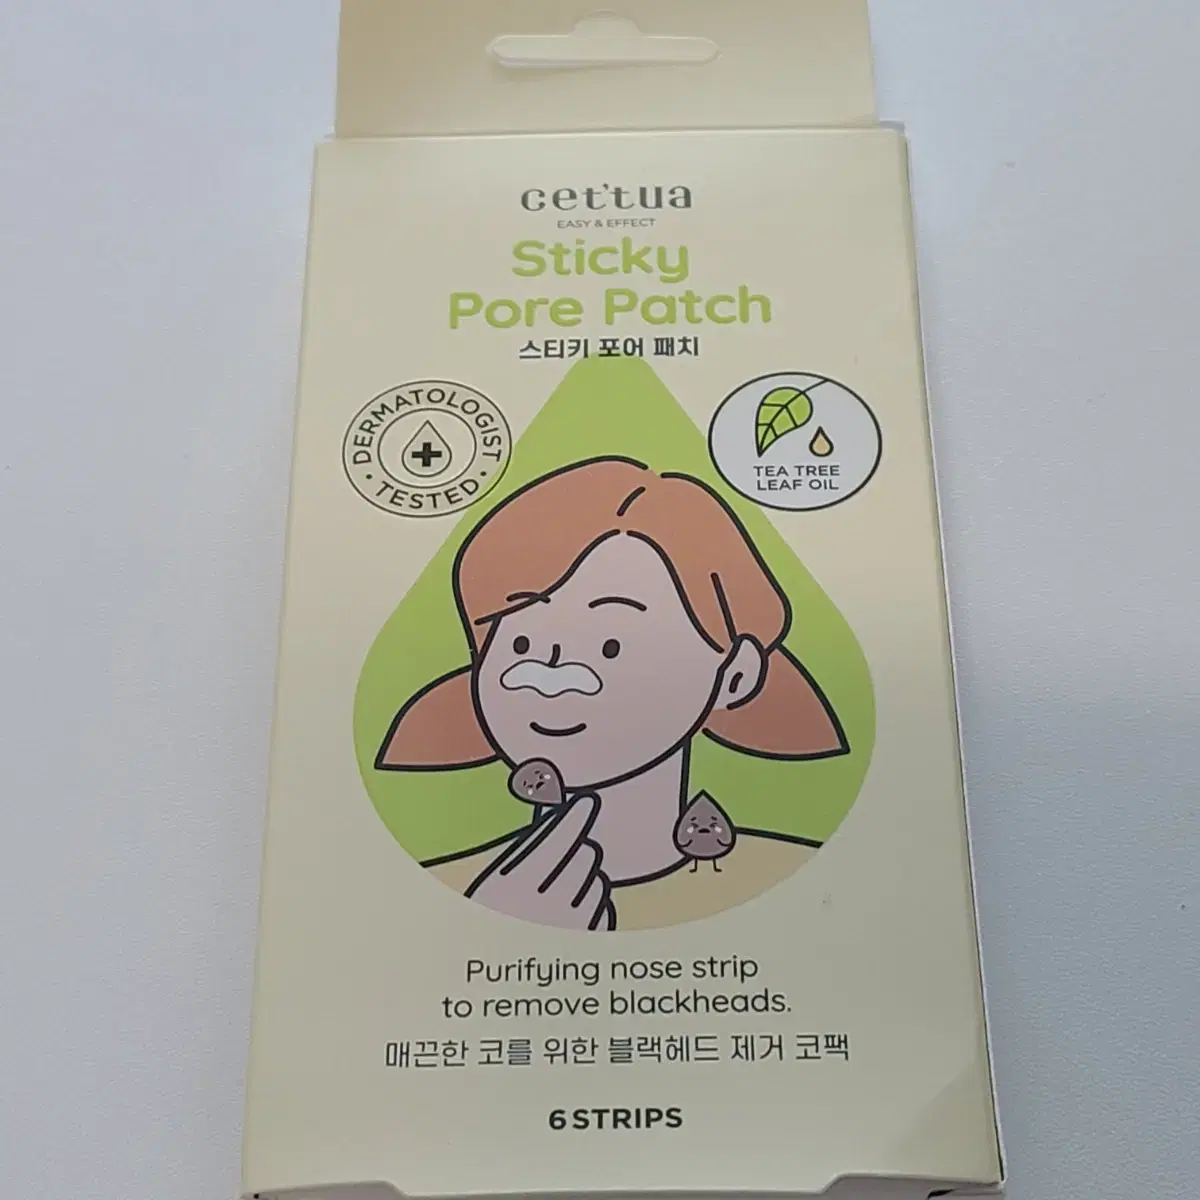 cet'tua
EASY & EFFECT
Sticky
Pore Patch
스티키 포어 패치
DERMATOLOGIST
TESTED
TEA TREE
LEAF OIL
Purifying nose strip
to remove blackheads.
매끈한 코를 위한 블랙헤드 제거 코팩
6 STRIPS